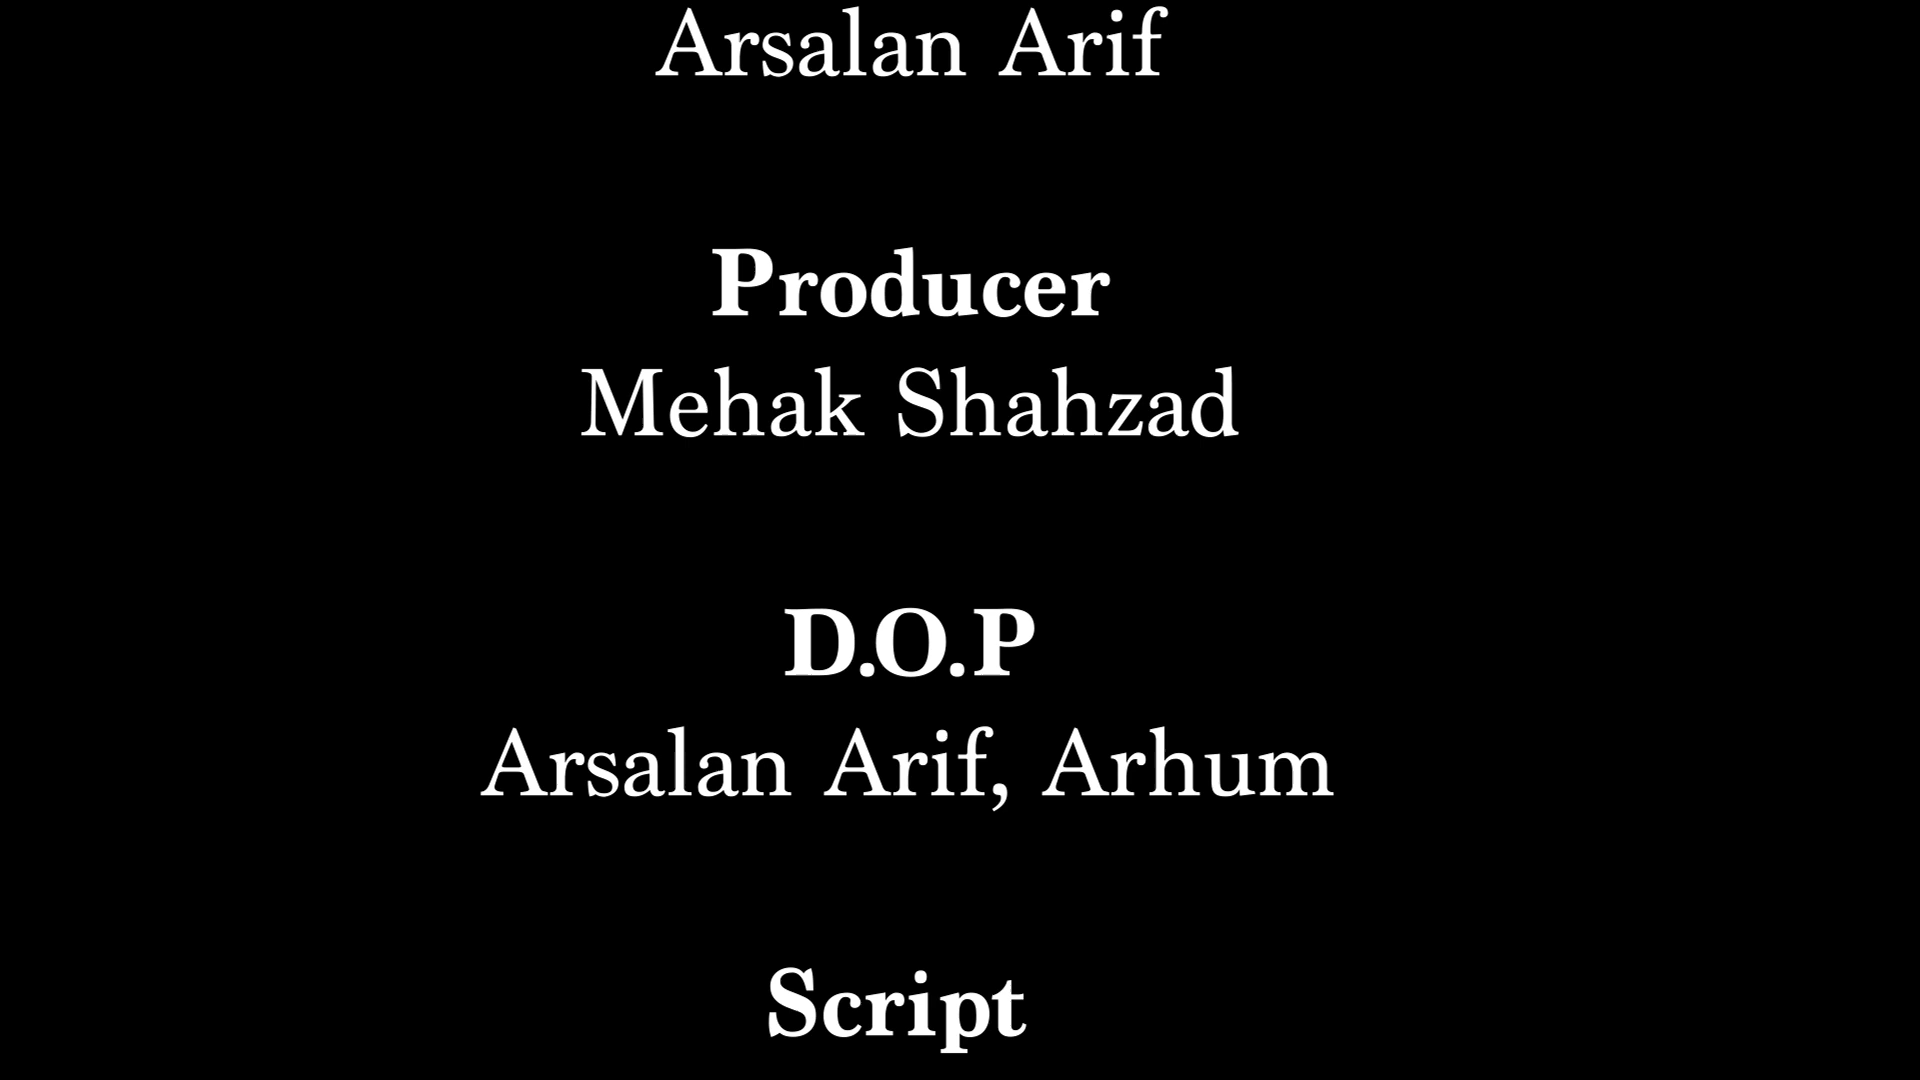 Arsalan Arif
Producer
Mehak Shahzad
D.O.P
Arsalan Arif, Arhum
Script